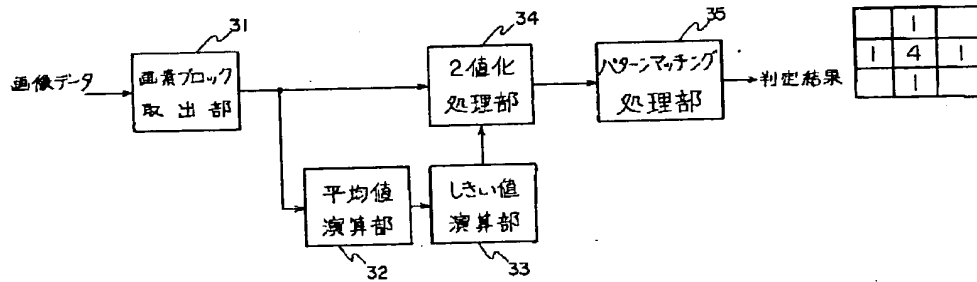 31
34
35
画像データ
画素ブロック
取出部
2値化
処理部
パターンマッチング
処理部
判定結果
1
1 4 1
1
平均値
演算部
しきい値
演算部
32
33